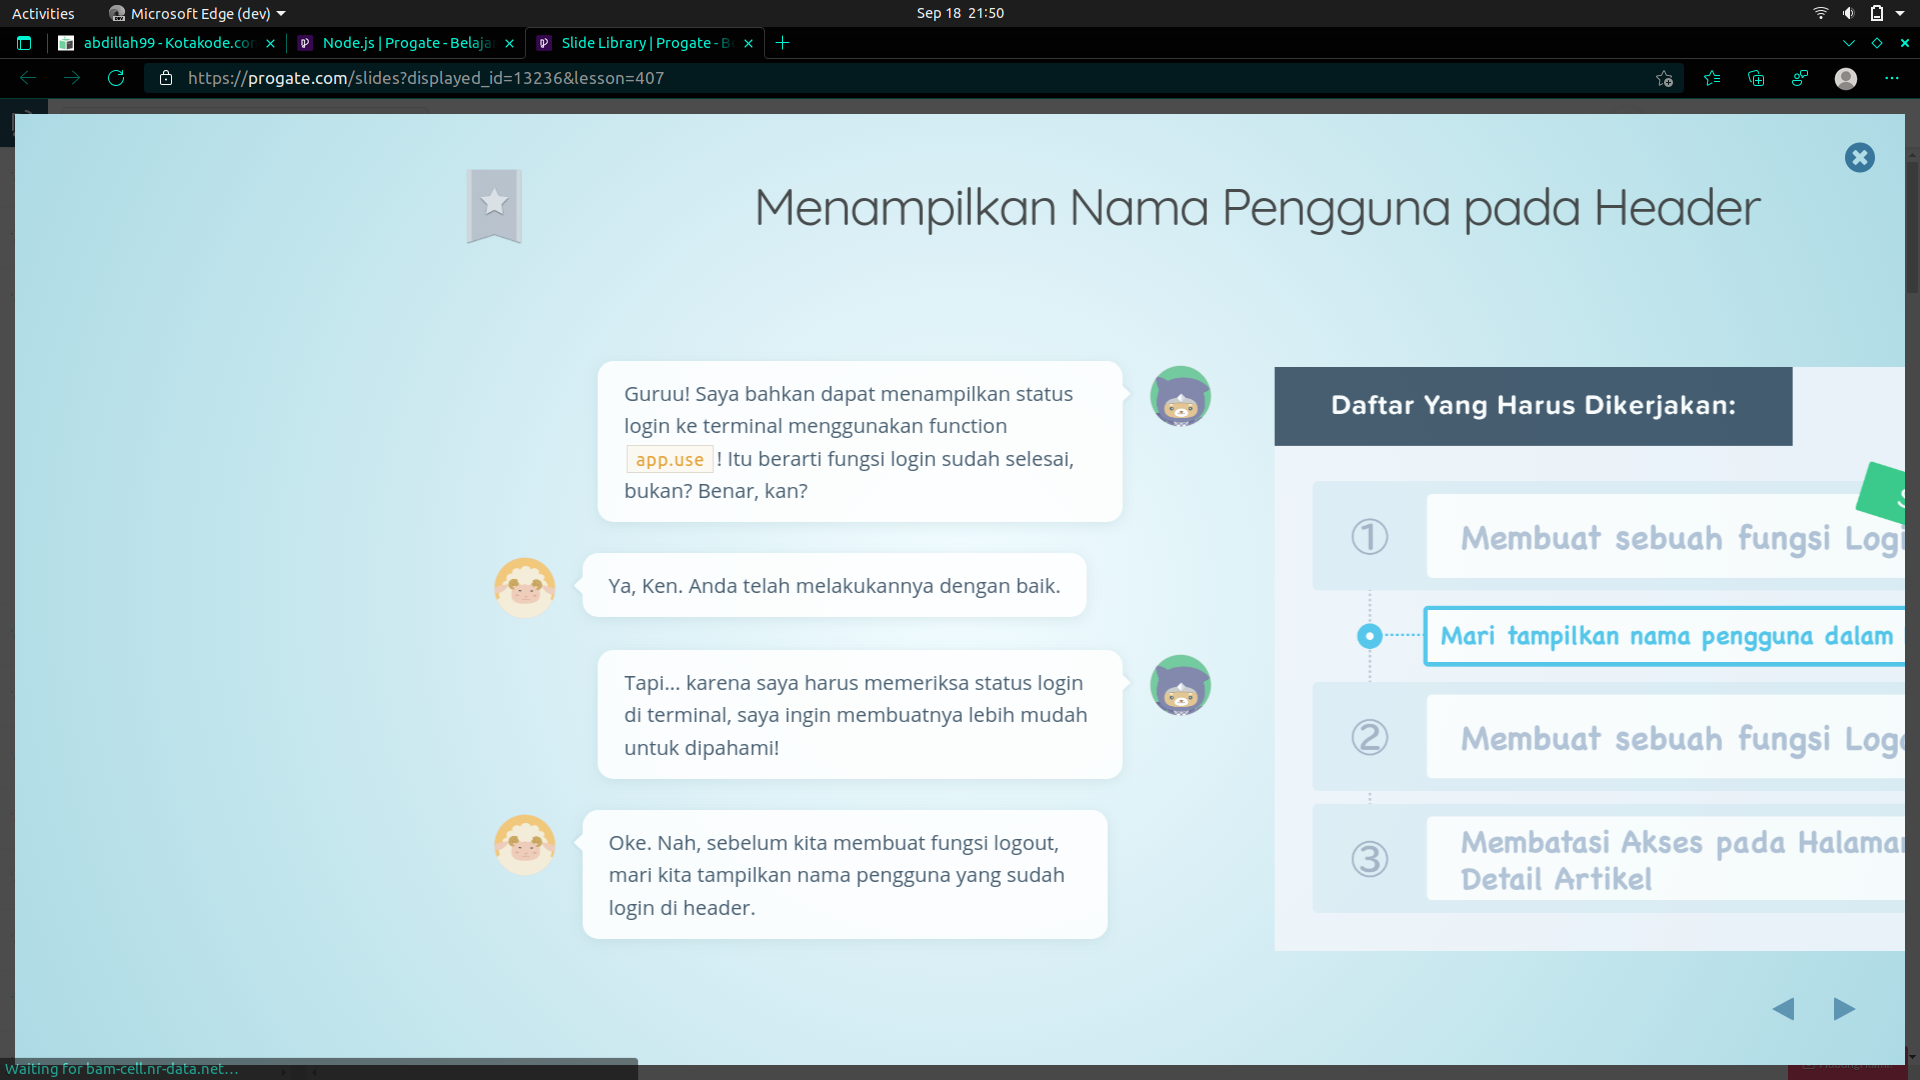 Activities
Microsoft Edge (dev)
Sep 18 21:50
abdillah99 - Kotakode.com
Node.js | Progate - Belaja
Slide Library | Progate - B
https://progate.com/slides?displayed_id=13236&lesson=407
Menampilkan Nama Pengguna pada Header
Guruu! Saya bahkan dapat menampilkan status
login ke terminal menggunakan function
app.use ! Itu berarti fungsi login sudah selesai,
bukan? Benar, kan?
Ya, Ken. Anda telah melakukannya dengan baik.
Tapi... karena saya harus memeriksa status login
di terminal, saya ingin membuatnya lebih mudah
untuk dipahami!
Oke. Nah, sebelum kita membuat fungsi logout,
mari kita tampilkan nama pengguna yang sudah
login di header.
Daftar Yang Harus Dikerjakan:
① Membuat sebuah fungsi Logi
Mari tampilkan nama pengguna dalam
② Membuat sebuah fungsi Logo
③ Membatasi Akses pada Halaman
Detail Artikel
Waiting for bam-cell.nr-data.net...